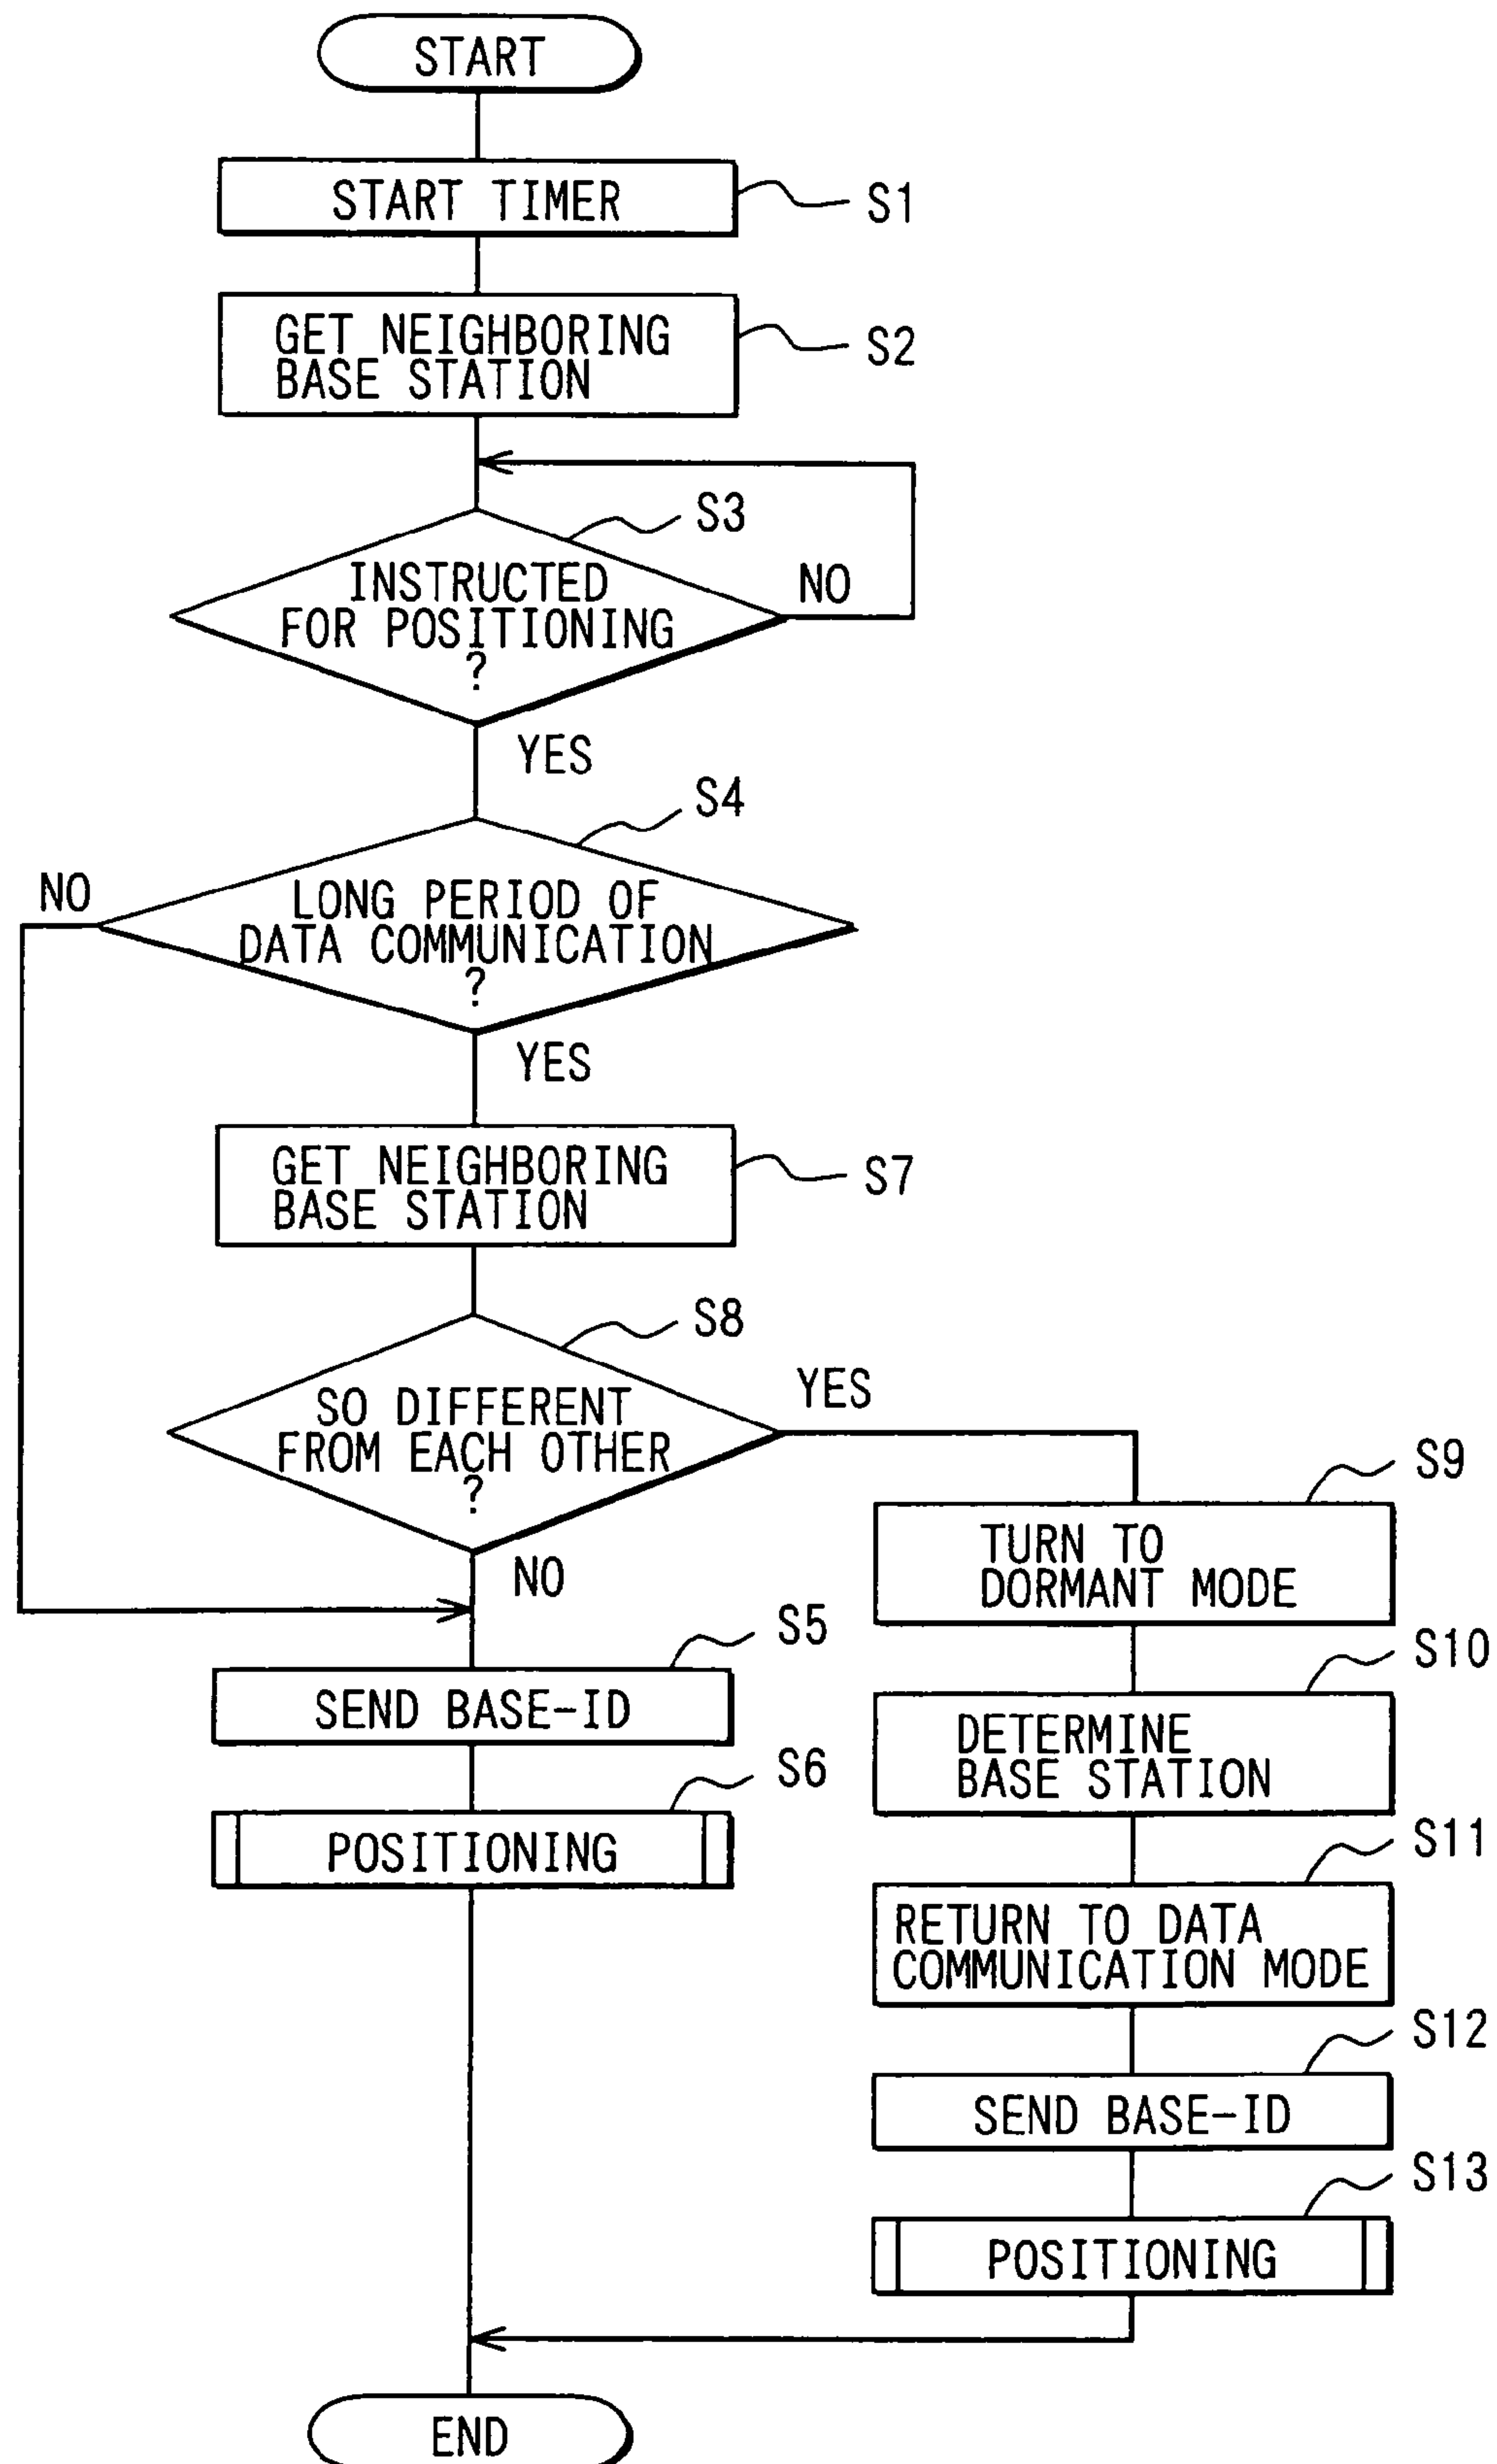 START
START TIMER
S1
GET NEIGHBORING
BASE STATION
S2
S3
INSTRUCTED
FOR POSITIONING
?
NO
YES
S4
NO
LONG PERIOD OF
DATA COMMUNICATION
?
YES
GET NEIGHBORING
BASE STATION
S7
S8
SO DIFFERENT
FROM EACH OTHER
?
YES
NO
S9
TURN TO
DORMANT MODE
S5
SEND BASE-ID
S10
DETERMINE
BASE STATION
S6
POSITIONING
S11
RETURN TO DATA
COMMUNICATION MODE
S12
SEND BASE-ID
S13
POSITIONING
END